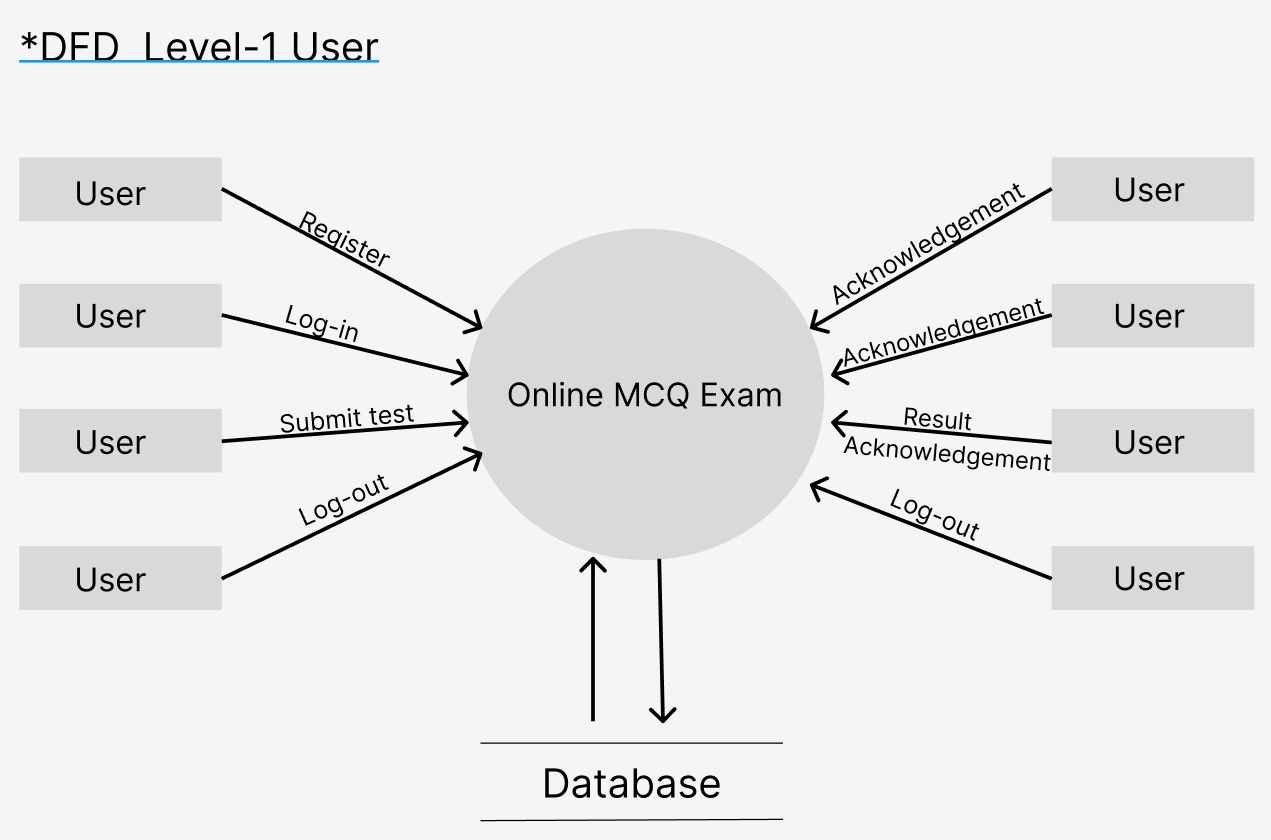 *DFD Level-1 User
User
Register
User
Log-in
User
Submit test
User
Log-out
Online MCQ Exam
User
Acknowledgement
User
Acknowledgement
User
Result
Acknowledgement
User
Log-out
Database